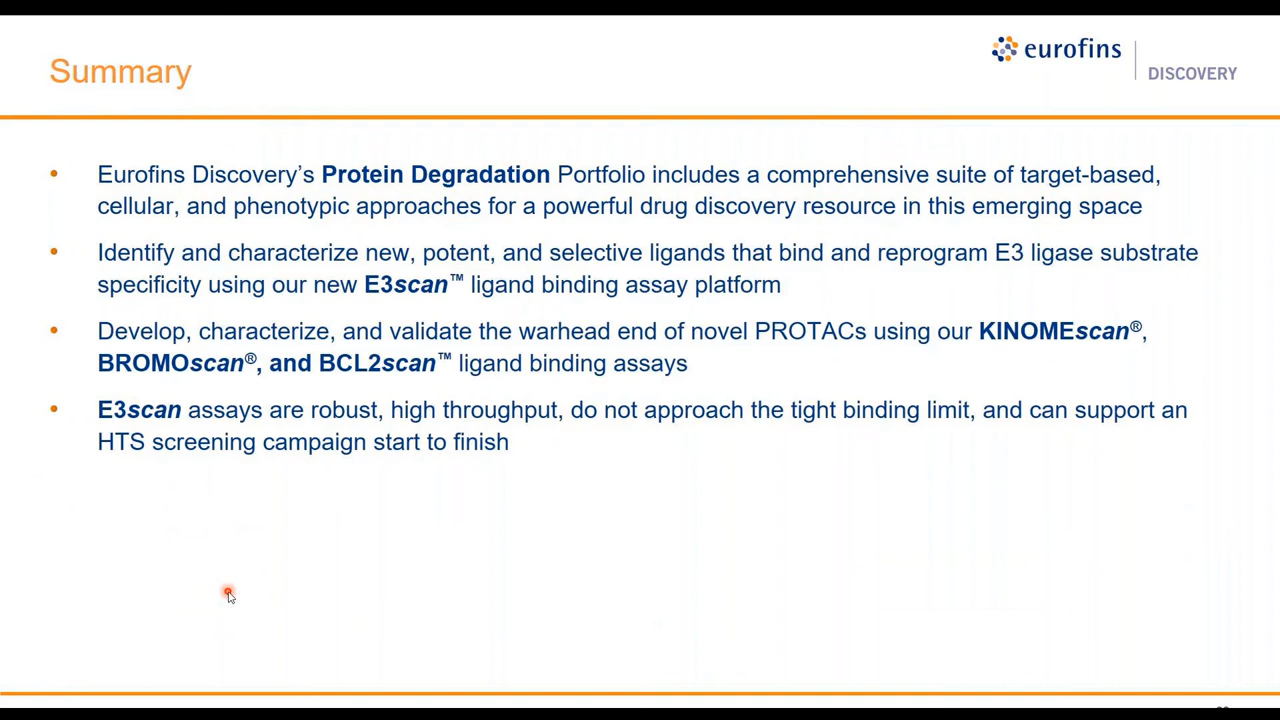 Summary
eurofins
DISCOVERY
• Eurofins Discovery’s Protein Degradation Portfolio includes a comprehensive suite of target-based,
cellular, and phenotypic approaches for a powerful drug discovery resource in this emerging space
• Identify and characterize new, potent, and selective ligands that bind and reprogram E3 ligase substrate
specificity using our new E3scan™ ligand binding assay platform
• Develop, characterize, and validate the warhead end of novel PROTACs using our KINOMEscan®,
BROMOscan®, and BCL2scan™ ligand binding assays
• E3scan assays are robust, high throughput, do not approach the tight binding limit, and can support an
HTS screening campaign start to finish